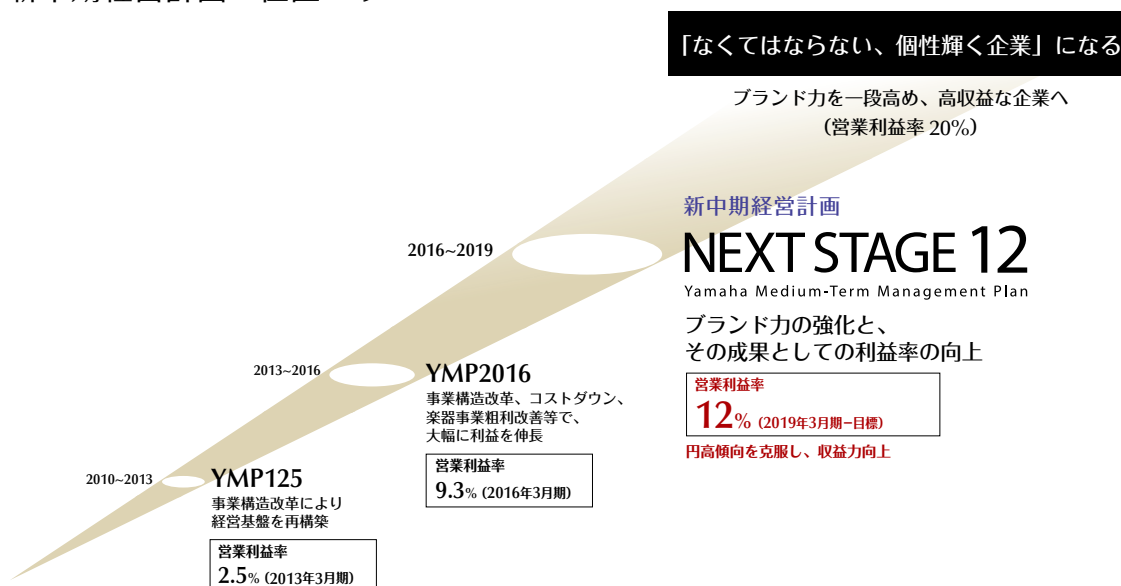 「なくてはならない、個性輝く企業」になる
ブランド力を一段高め、高収益な企業へ
（営業利益率 20%）
2016~2019
新中期経営計画
NEXT STAGE 12
Yamaha Medium-Term Management Plan
ブランド力の強化と、
その成果としての利益率の向上
営業利益率
12% (2019年3月期−目標)
円高傾向を克服し、収益力向上
2013~2016
YMP2016
事業構造改革、コストダウン、
楽器事業粗利改善等で、
大幅に利益を伸長
営業利益率
9.3% (2016年3月期)
2010~2013
YMP125
事業構造改革により
経営基盤を再構築
営業利益率
2.5% (2013年3月期)